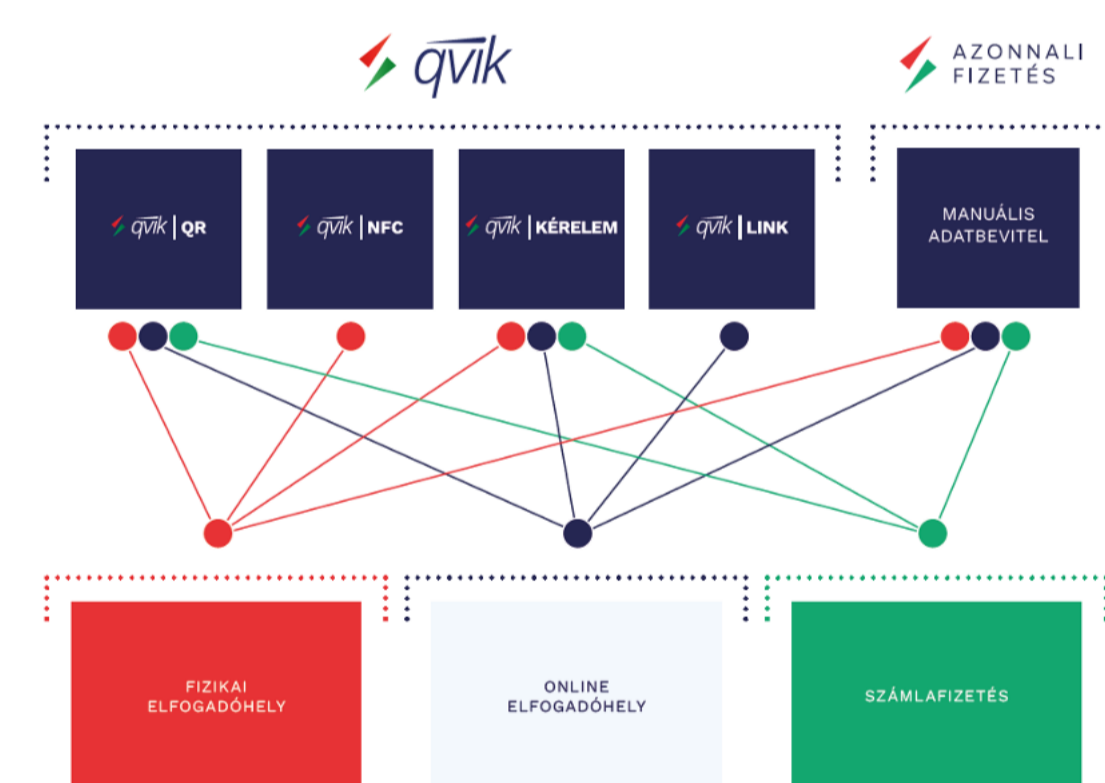 qvik
AZONNALI
FIZETÉS
qvik | QR
qvik | NFC
qvik | KÉRELEM
qvik | LINK
MANUÁLIS
ADATBEVITEL
FIZIKAI
ELFOGADÓHELY
ONLINE
ELFOGADÓHELY
SZÁMLAFIZETÉS